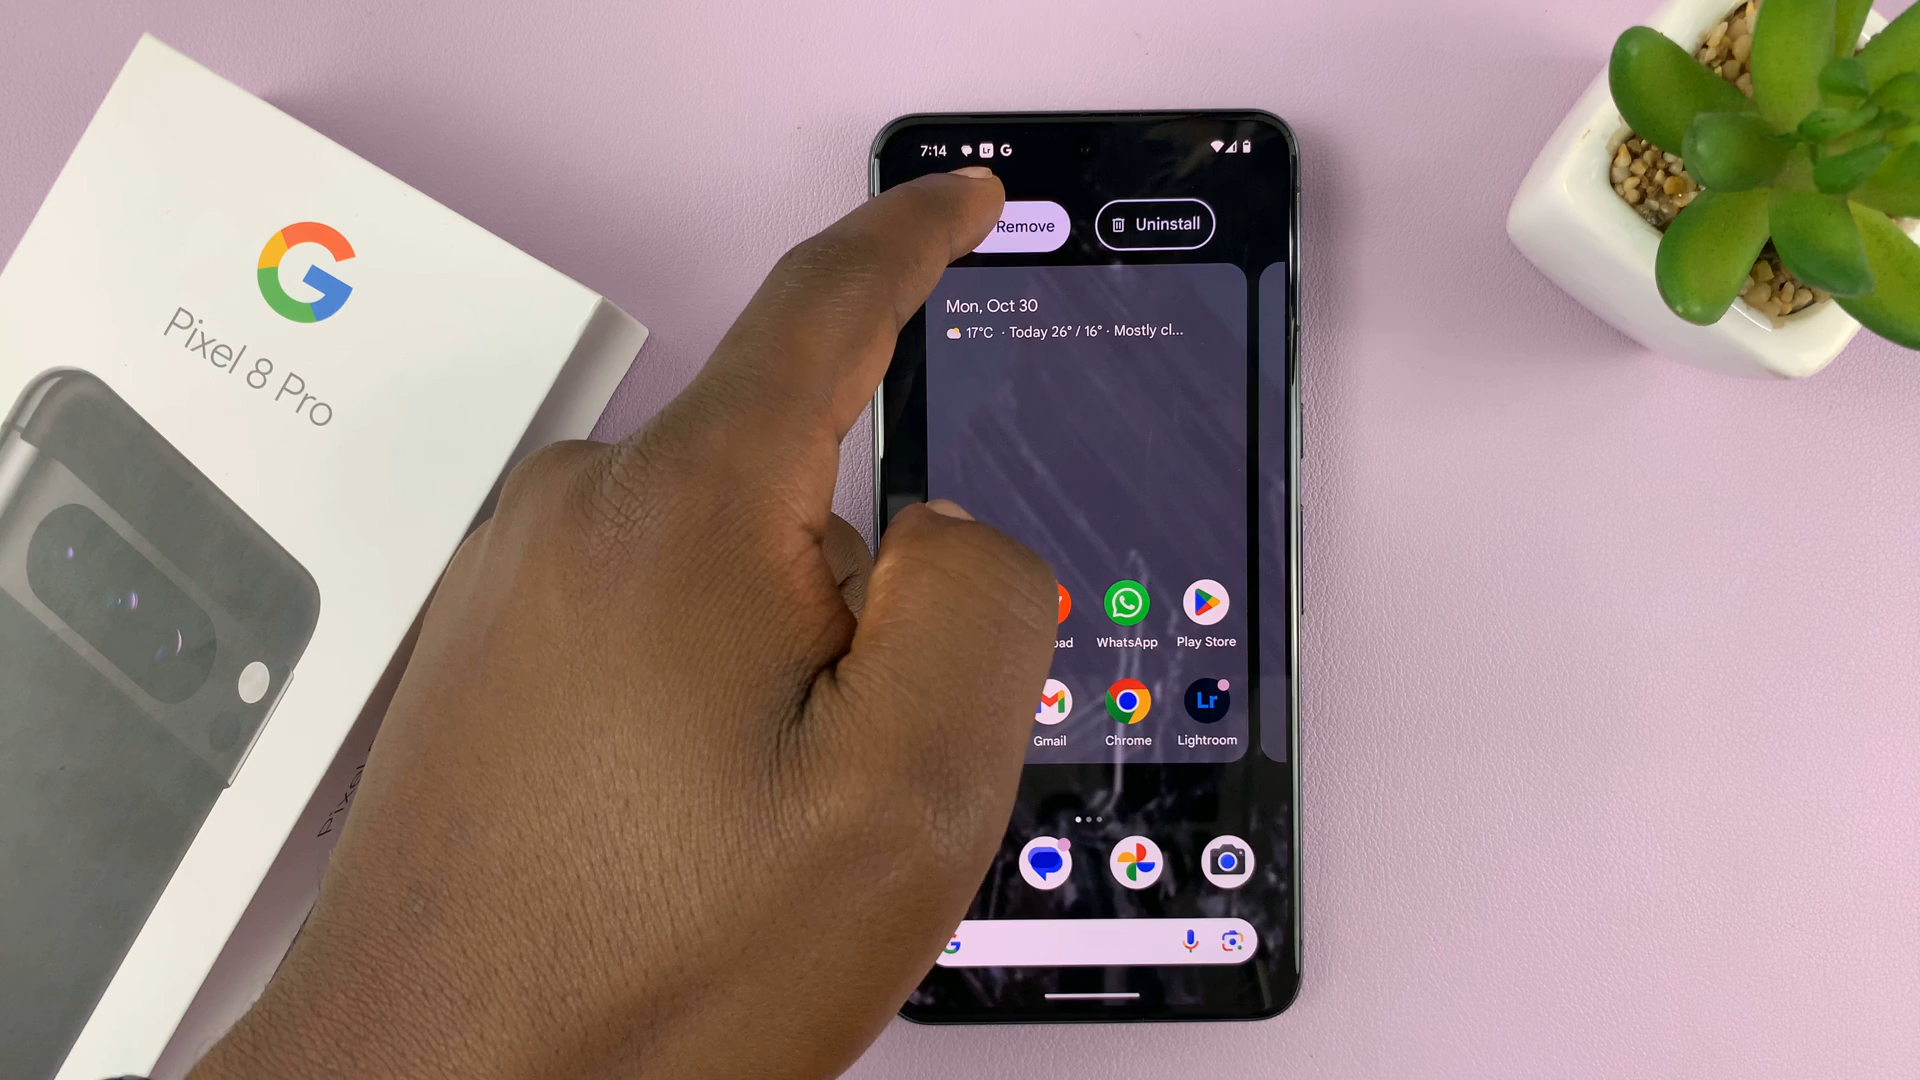 Pixel 8 Pro
7:14
Remove
Uninstall
Mon, Oct 30
17°C · Today 26° / 16° · Mostly cl...
WhatsApp
Play Store
Lr
Gmail
Chrome
Lightroom